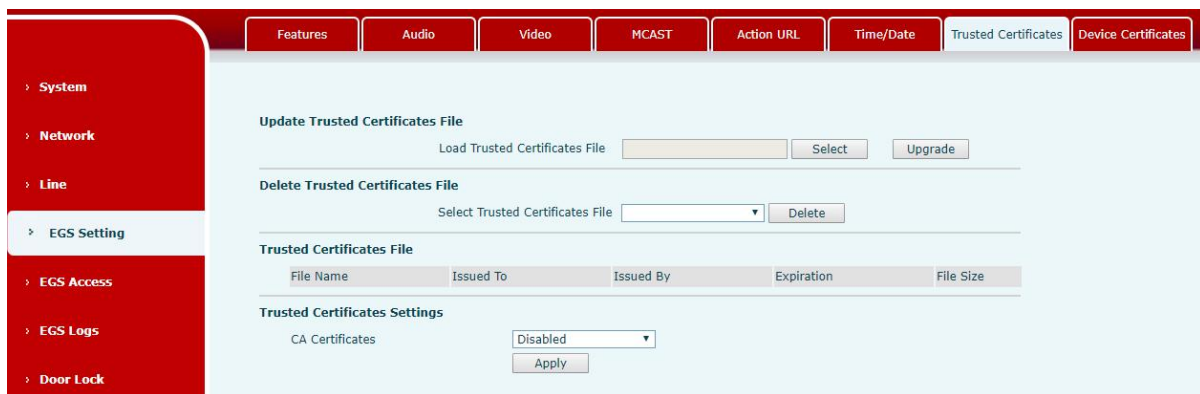 Features Audio Video MCAST Action URL Time/Date Trusted Certificates Device Certificates
› System
› Network
› Line
› EGS Setting
› EGS Access
› EGS Logs
› Door Lock
Update Trusted Certificates File
Load Trusted Certificates File Select Upgrade
Delete Trusted Certificates File
Select Trusted Certificates File Delete
Trusted Certificates File
File Name Issued To Issued By Expiration File Size
Trusted Certificates Settings
CA Certificates Disabled
Apply